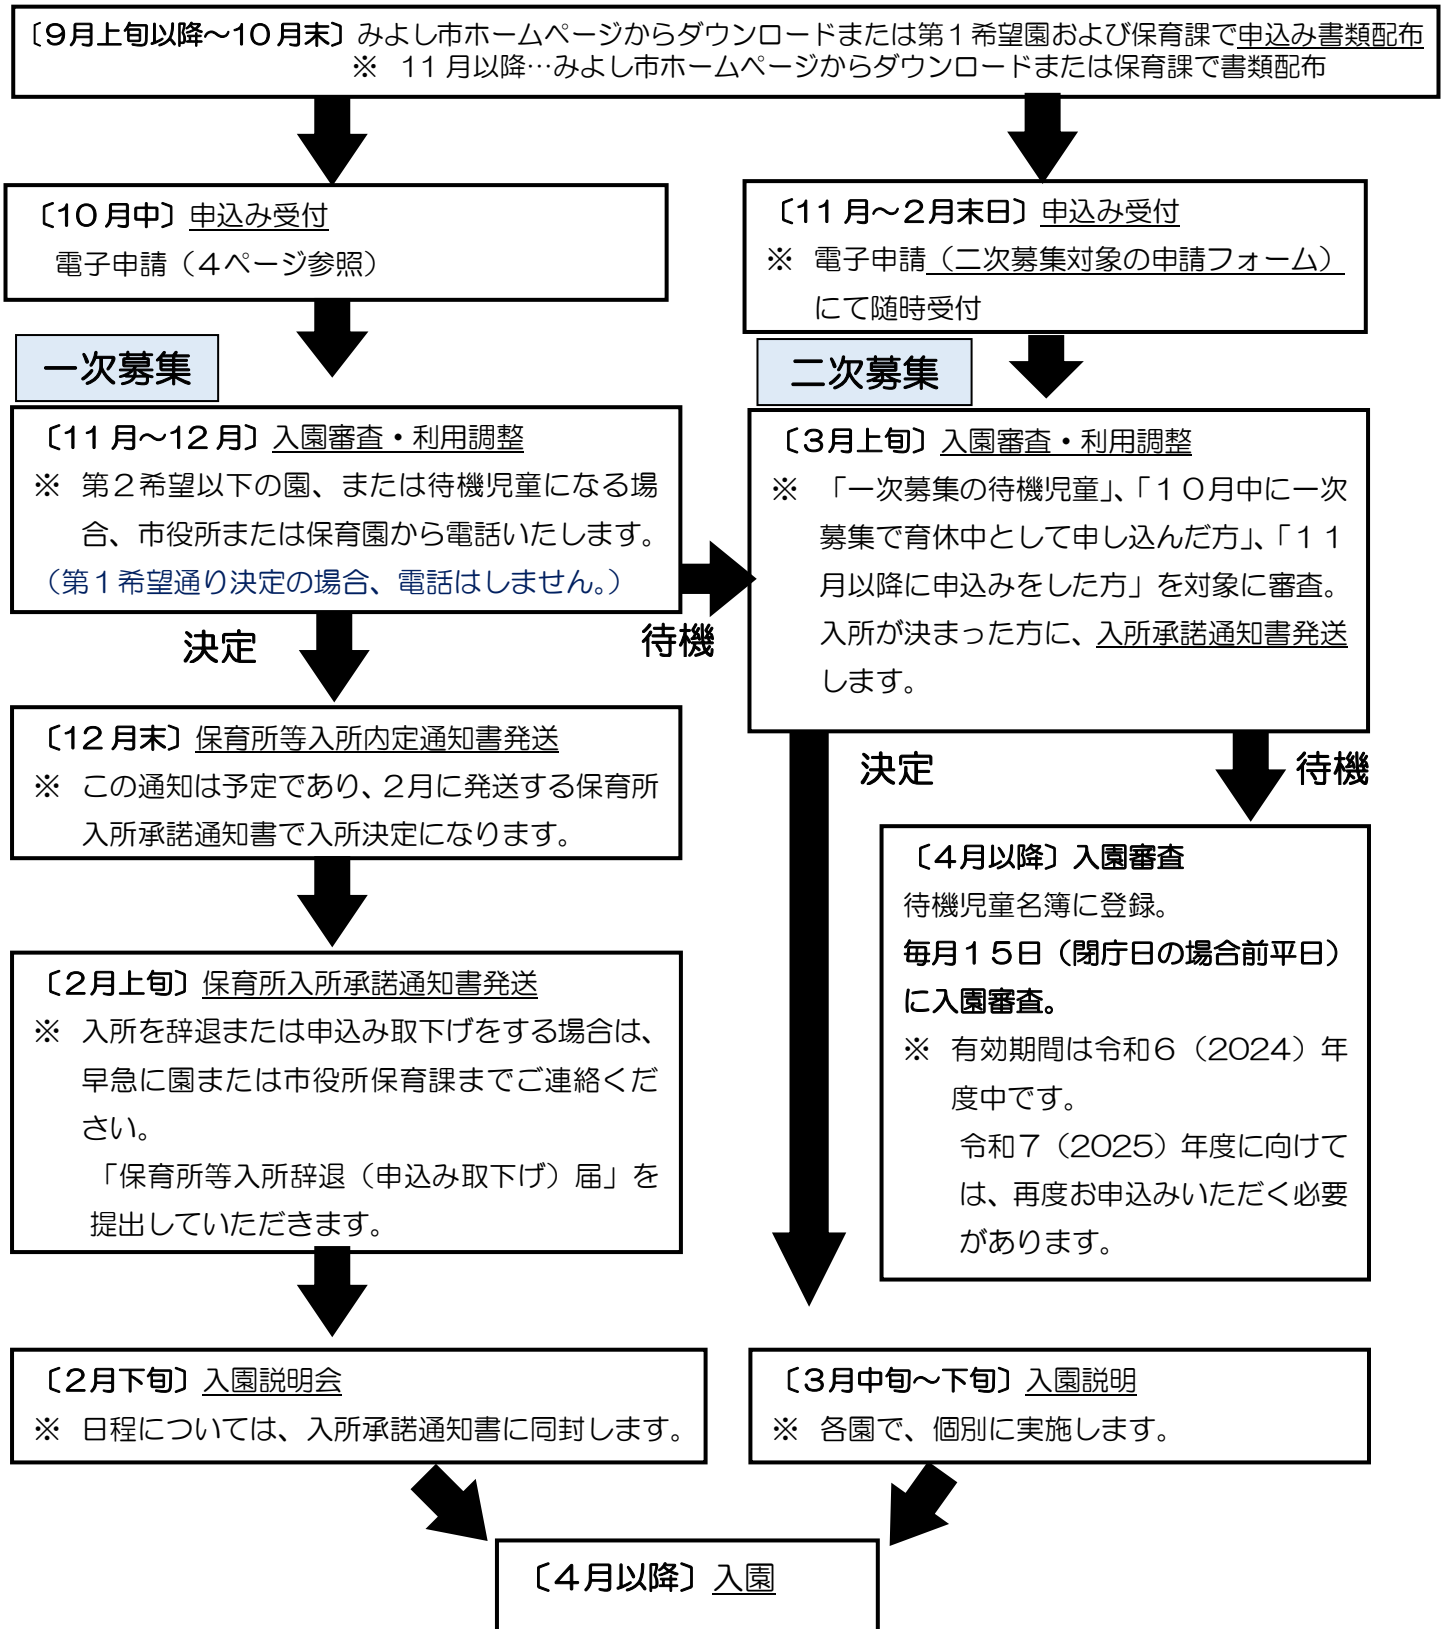 〔９月上旬以降～１０月末〕みよし市ホームページからダウンロードまたは第１希望園および保育課で申込み書類配布
※　11月以降…みよし市ホームページからダウンロードまたは保育課で書類配布
〔１０月中〕申込み受付
電子申請（４ページ参照）
一次募集
〔１１月～１２月〕入園審査・利用調整
※　第２希望以下の園、または待機児童になる場
合、市役所または保育園から電話いたします。
（第１希望通り決定の場合、電話はしません。）
決定
待機
〔１２月末〕保育所等入所内定通知書発送
※　この通知は予定であり、２月に発送する保育所
入所承諾通知書で入所決定になります。
〔２月上旬〕保育所入所承諾通知書発送
※　入所を辞退または申込み取下げをする場合は、
早急に園または市役所保育課までご連絡くだ
さい。
「保育所等入所辞退（申込み取下げ）届」を
提出していただきます。
〔２月下旬〕入園説明会
※　日程については、入所承諾通知書に同封します。
〔１１月～２月末日〕申込み受付
※　電子申請（二次募集対象の申請フォーム）
にて随時受付
二次募集
〔３月上旬〕入園審査・利用調整
※　「一次募集の待機児童」、「１０月中に一次
募集で育休中として申し込んだ方」、「１１
月以降に申込みをした方」を対象に審査。
入所が決まった方に、入所承諾通知書発送
します。
決定
待機
〔４月以降〕入園審査
待機児童名簿に登録。
毎月１５日（閉庁日の場合前平日）
に入園審査。
※　有効期間は令和６（2024）年
度中です。
令和７（2025）年度に向けて
は、再度お申込みいただく必要
があります。
〔３月中旬～下旬〕入園説明
※　各園で、個別に実施します。
〔４月以降〕入園